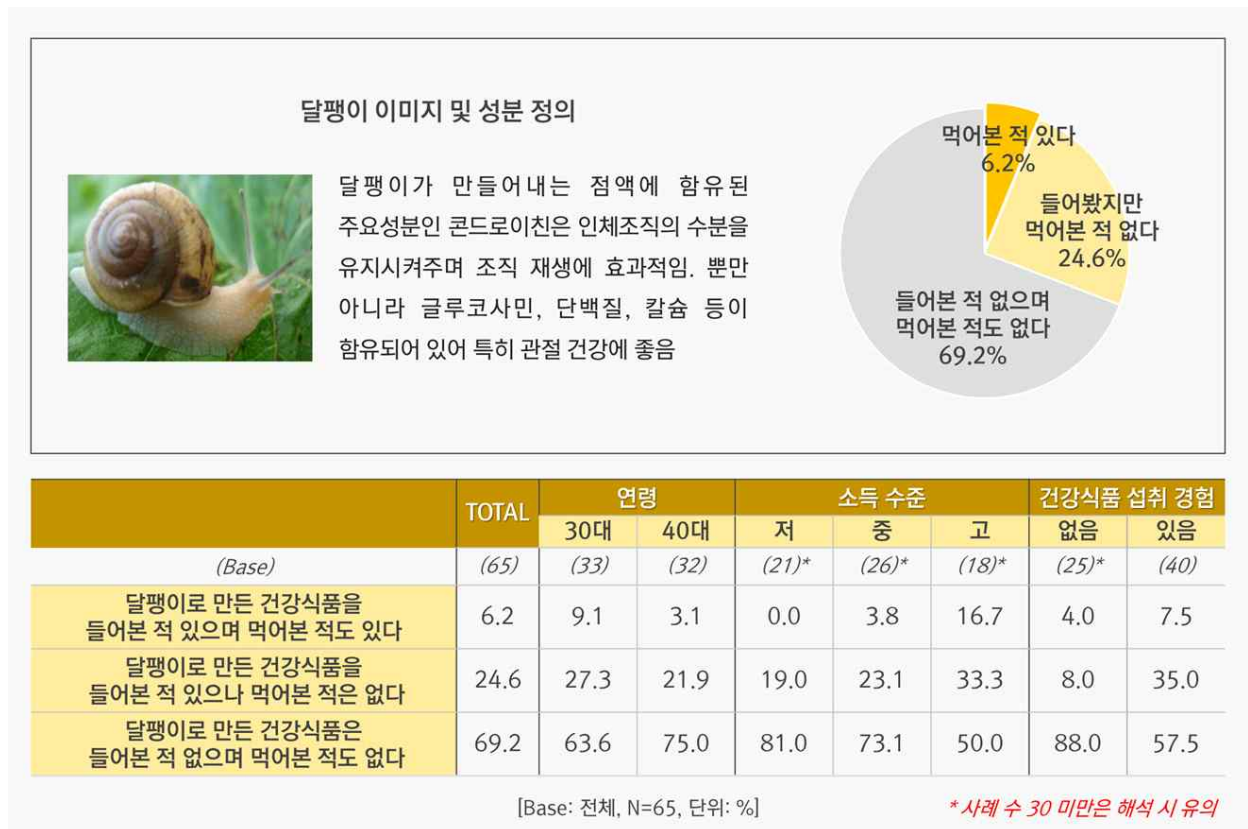 달팽이 이미지 및 성분 정의
달팽이가 만들어내는 점액에 함유된
주요성분인 콘드로이친은 인체조직의 수분을
유지시켜주며 조직 재생에 효과적임. 뿐만
아니라 글루코사민, 단백질, 칼슘 등이
함유되어 있어 특히 관절 건강에 좋음
먹어본 적 있다
6.2%
들어봤지만
먹어본 적 없다
24.6%
들어본 적 없으며
먹어본 적도 없다
69.2%
TOTAL 연령 소득 수준 건강식품 섭취 경험
30대 40대 저 중 고 없음 있음
(Base) (65) (33) (32) (21)* (26)* (18)* (25)* (40)
달팽이로 만든 건강식품을
들어본 적 있으며 먹어본 적도 있다 6.2 9.1 3.1 0.0 3.8 16.7 4.0 7.5
달팽이로 만든 건강식품을
들어본 적 있으나 먹어본 적은 없다 24.6 27.3 21.9 19.0 23.1 33.3 8.0 35.0
달팽이로 만든 건강식품은
들어본 적 없으며 먹어본 적도 없다 69.2 63.6 75.0 81.0 73.1 50.0 88.0 57.5
[Base: 전체, N=65, 단위: %]
* 사례 수 30 미만은 해석 시 유의